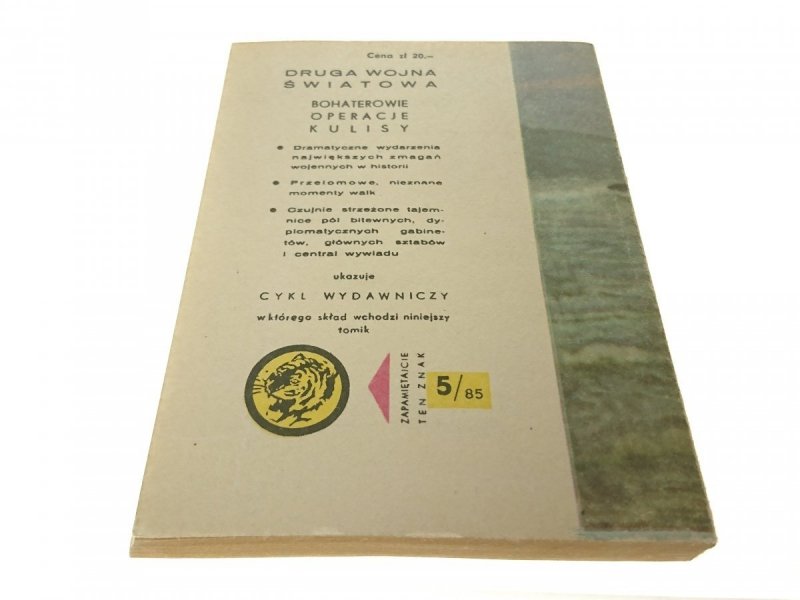 Cena zł 20.–
DRUGA WOJNA
ŚWIATOWA
BOHATEROWIE
OPERACJE
KULISY
● Dramatyczne wydarzenia
największych zmagań
wojennych w historii
● Przełomowe, nieznane
momenty walk
● Czujnie strzeżone tajem-
nice pól bitewnych, dy-
plomatycznych gabine-
tów, głównych sztabów
i central wywiadu
ukazuje
CYKL WYDAWNICZY
w którego skład wchodzi niniejszy
tomik
ZAPAMIĘTAJCIE
TEN ZNAK
5/85